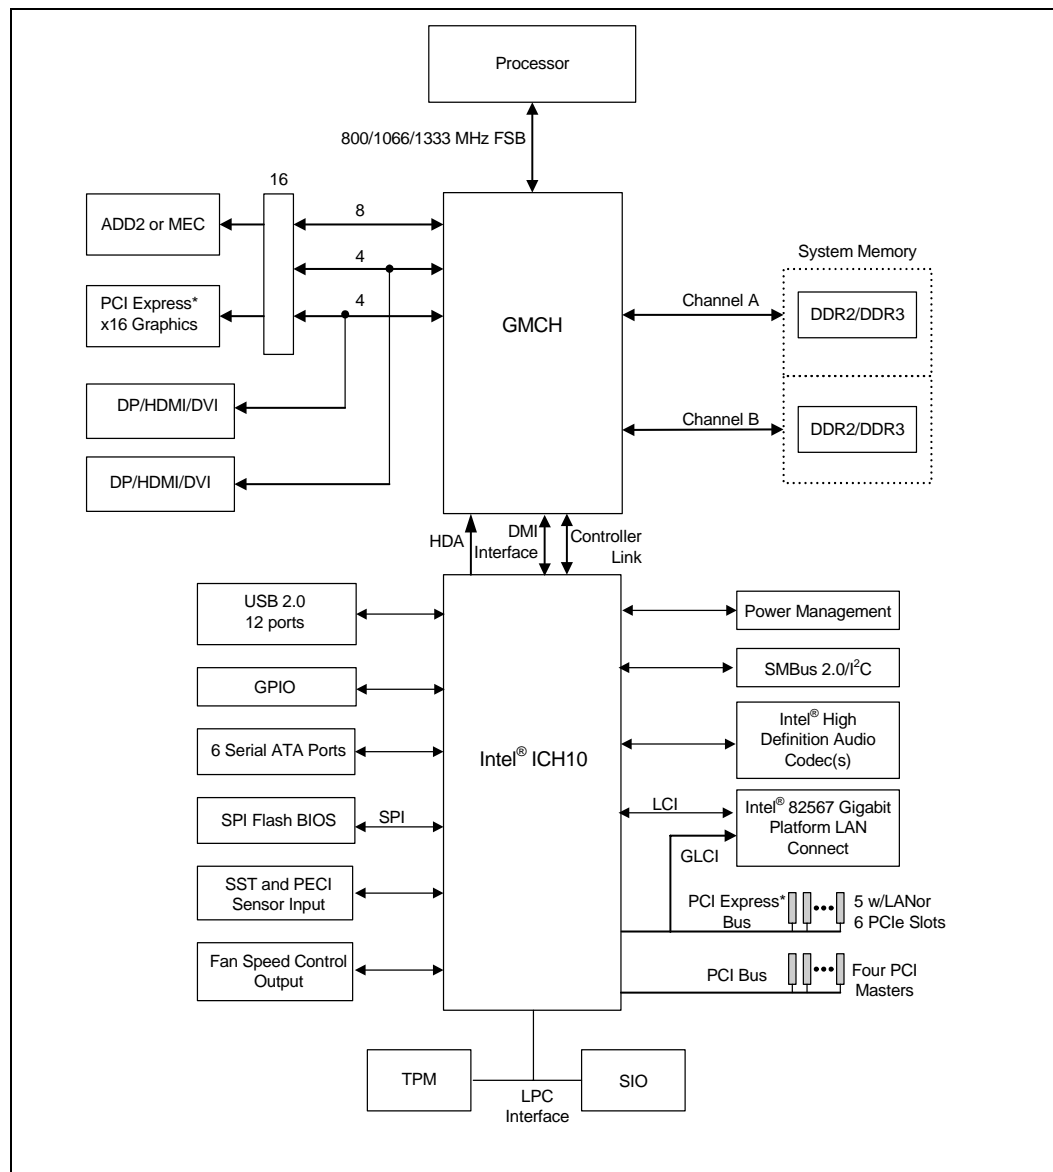 Processor
800/1066/1333 MHz FSB
16
ADD2 or MEC
8
4
PCI Express*
x16 Graphics
4
GMCH
System Memory
Channel A
DDR2/DDR3
DP/HDMI/DVI
Channel B
DDR2/DDR3
DP/HDMI/DVI
HDA
DMI
Interface
Controller
Link
USB 2.0
12 ports
Power Management
GPIO
SMBus 2.0/I²C
6 Serial ATA Ports
Intel® ICH10
Intel® High
Definition Audio
Codec(s)
SPI Flash BIOS
SPI
LCI
Intel® 82567 Gigabit
Platform LAN
Connect
GLCI
SST and PECI
Sensor Input
PCI Express*
Bus
5 w/LANor
6 PCIe Slots
Fan Speed Control
Output
PCI Bus
Four PCI
Masters
TPM
SIO
LPC
Interface